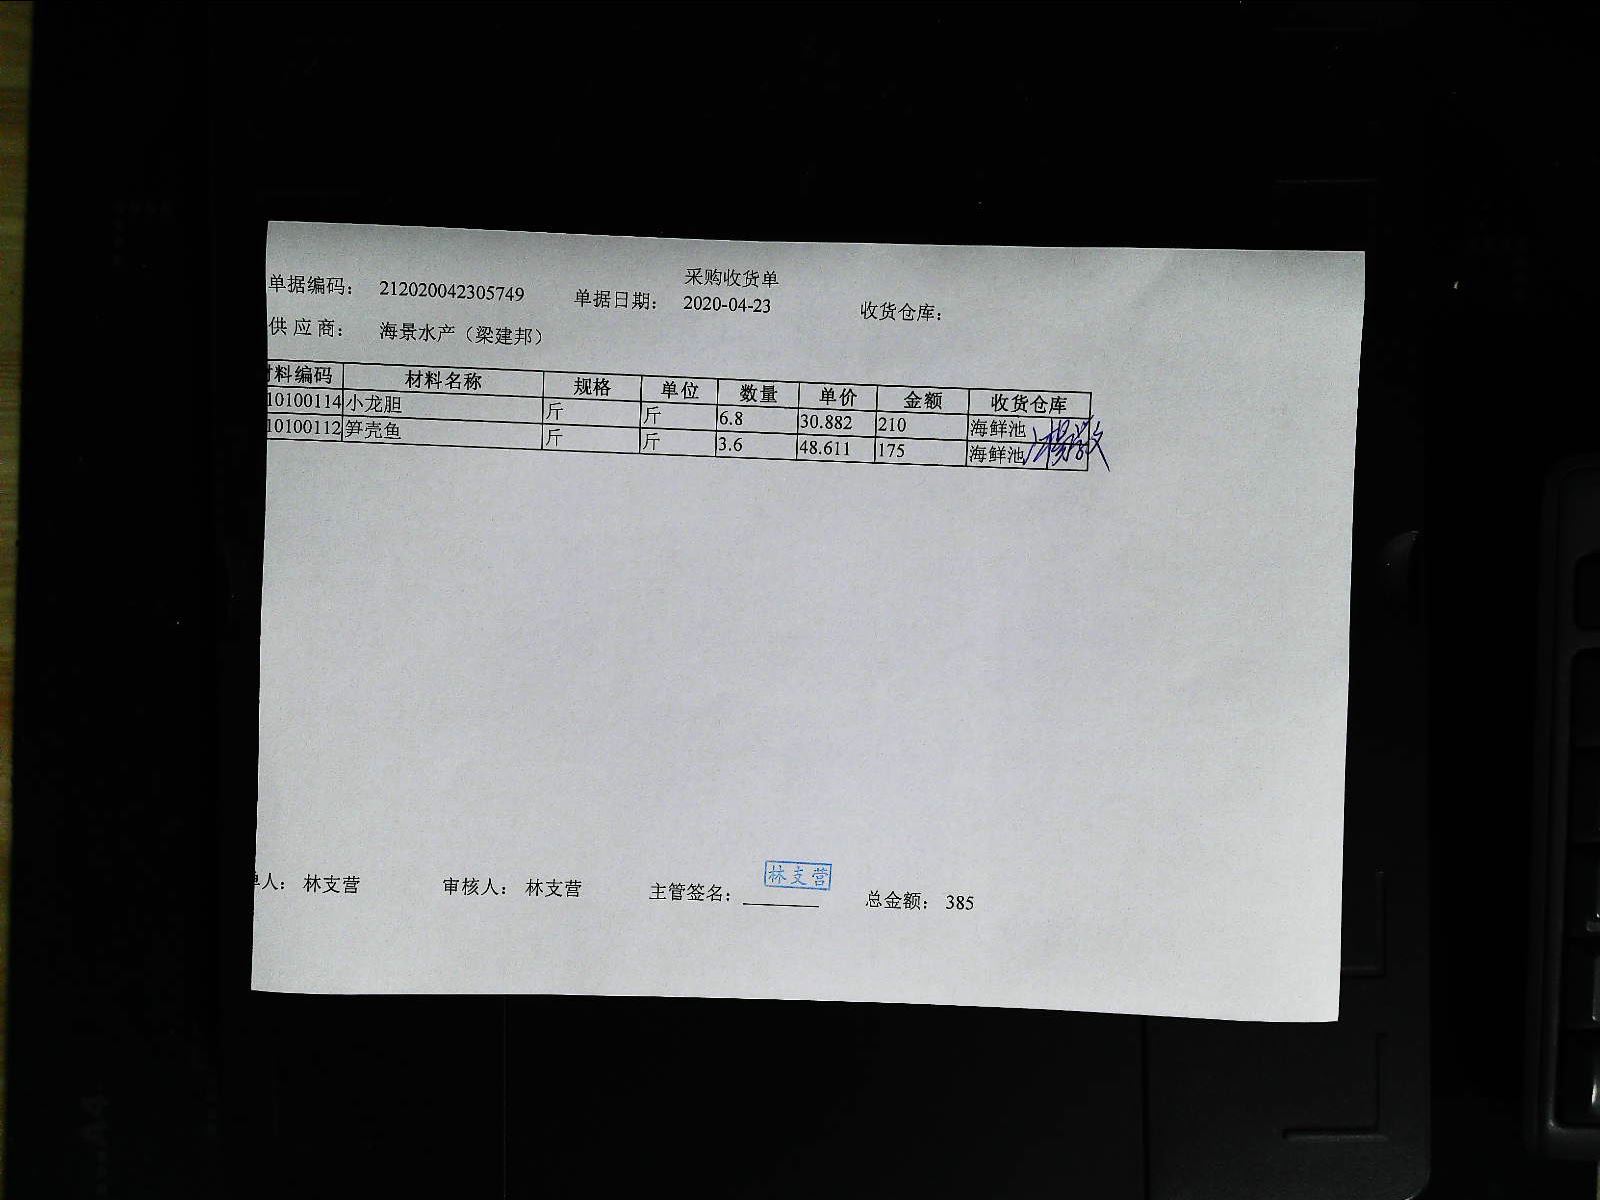 采购收货单
单据编码: 212020042305749 单据日期: 2020-04-23 收货仓库:
供应商: 海景水产（梁建邦）
材料编码 材料名称 规格 单位 数量 单价 金额 收货仓库
10100114 小龙胆 斤 斤 6.8 30.882 210 海鲜池
10100112 笋壳鱼 斤 斤 3.6 48.611 175 海鲜池
林支营
单人: 林支营 审核人: 林支营 主管签名: 总金额: 385
A4